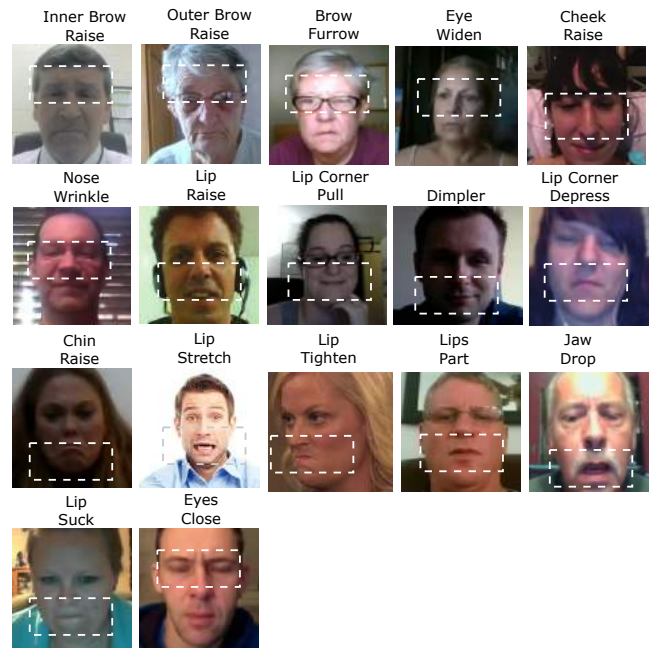 Inner Brow
Raise
Outer Brow
Raise
Brow
Furrow
Eye
Widen
Cheek
Raise
Nose
Wrinkle
Lip
Raise
Lip Corner
Pull
Dimpler
Lip Corner
Depress
Chin
Raise
Lip
Stretch
Lip
Tighten
Lips
Part
Jaw
Drop
Lip
Suck
Eyes
Close